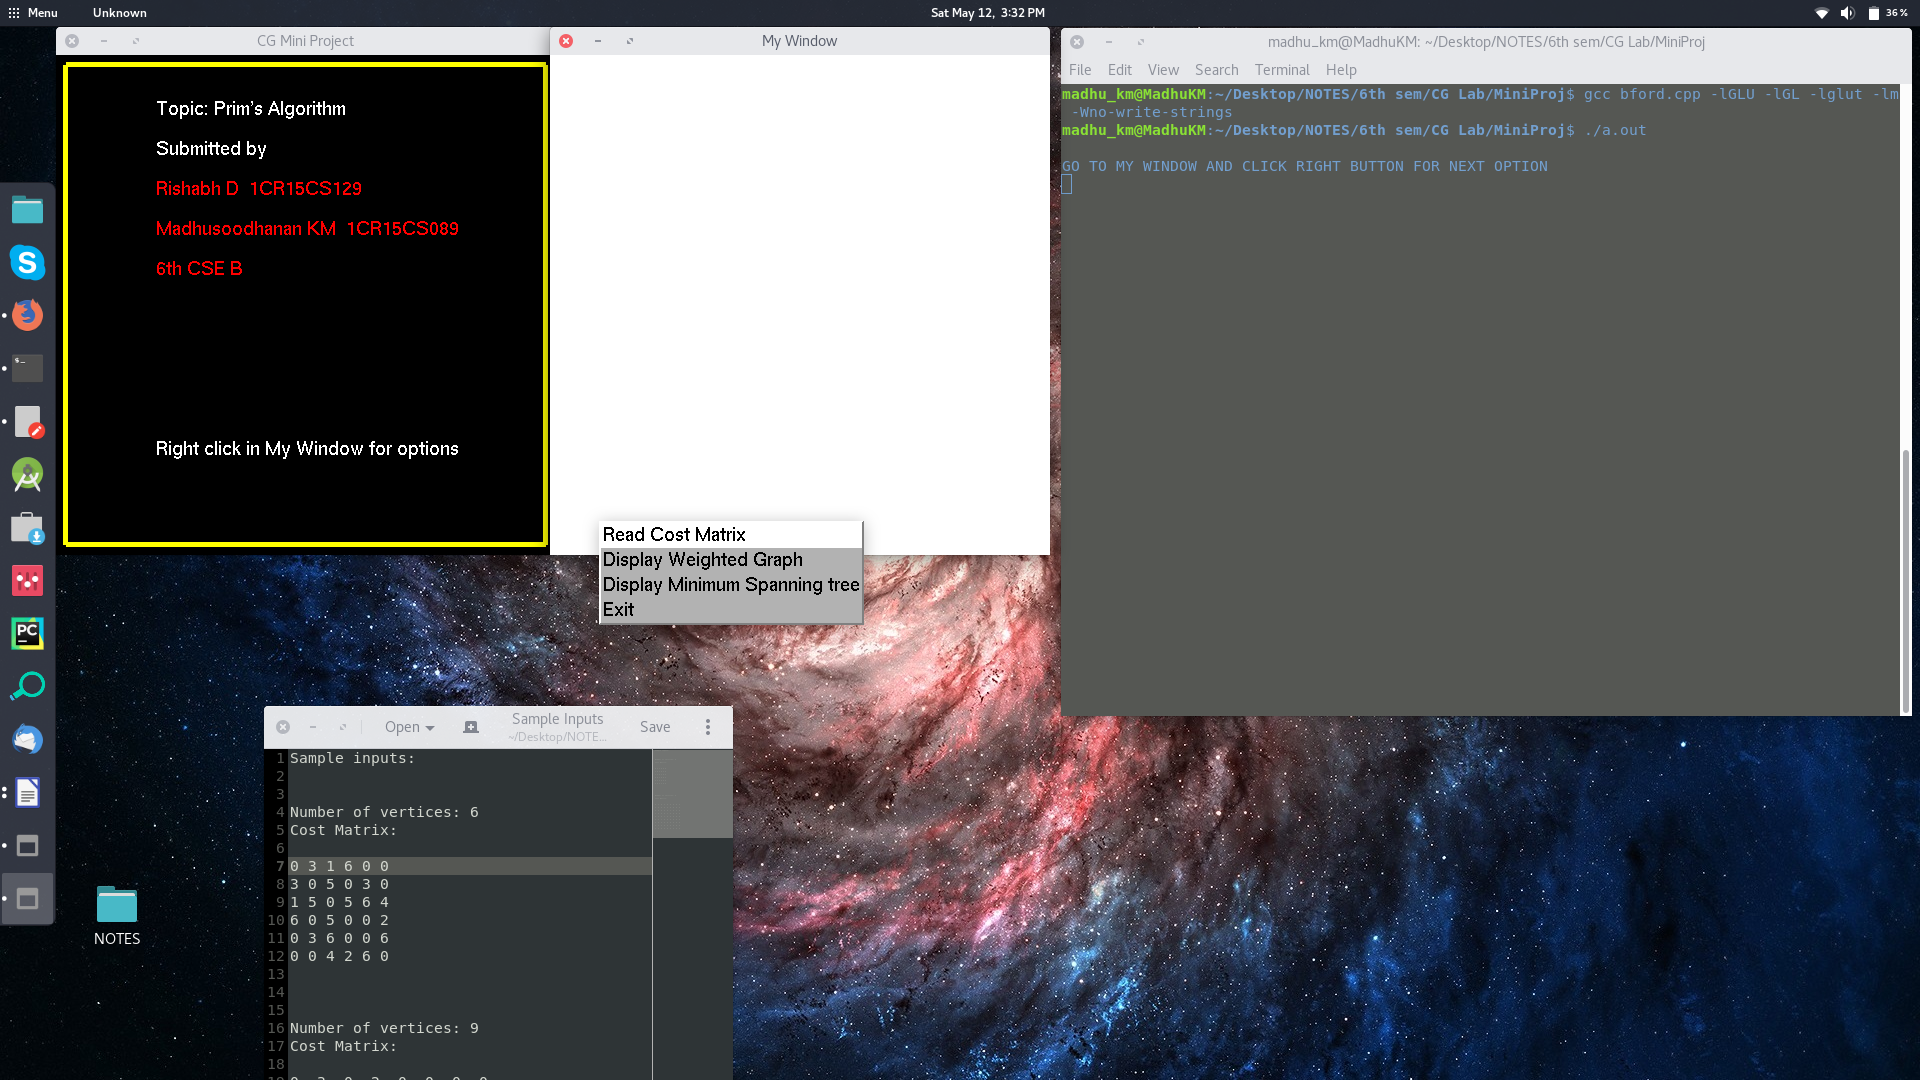 Menu Unknown Sat May 12, 3:32 PM 36%
CG Mini Project
Topic: Prim's Algorithm
Submitted by
Rishabh D 1CR15CS129
Madhusoodhanan KM 1CR15CS089
6th CSE B
Right click in My Window for options
My Window
Read Cost Matrix
Display Weighted Graph
Display Minimum Spanning tree
Exit
madhu_km@MadhuKM: ~/Desktop/NOTES/6th sem/CG Lab/MiniProj
File Edit View Search Terminal Help
madhu_km@MadhuKM:~/Desktop/NOTES/6th sem/CG Lab/MiniProj$ gcc bford.cpp -lGLU -lGL -lglut -lm
-Wno-write-strings
madhu_km@MadhuKM:~/Desktop/NOTES/6th sem/CG Lab/MiniProj$ ./a.out
GO TO MY WINDOW AND CLICK RIGHT BUTTON FOR NEXT OPTION
S
$ _
PC
NOTES
Open Sample Inputs Save
~/Desktop/NOTE...
1 Sample inputs:
2
3
4 Number of vertices: 6
5 Cost Matrix:
6
7 0 3 1 6 0 0
8 3 0 5 0 3 0
9 1 5 0 5 6 4
10 6 0 5 0 0 2
11 0 3 6 0 0 6
12 0 0 4 2 6 0
13
14
15
16 Number of vertices: 9
17 Cost Matrix:
18